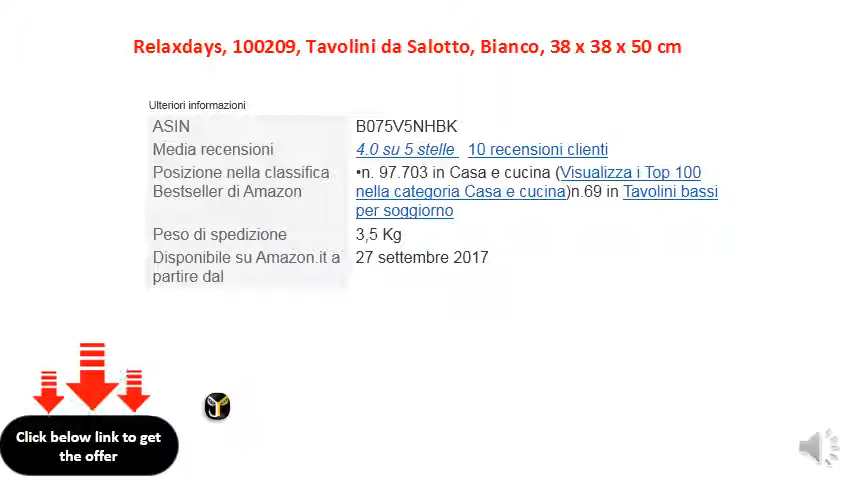 Relaxdays, 100209, Tavolini da Salotto, Bianco, 38 x 38 x 50 cm
Ulteriori informazioni
ASIN B075V5NHBK
Media recensioni 4.0 su 5 stelle 10 recensioni clienti
Posizione nella classifica •n. 97.703 in Casa e cucina (Visualizza i Top 100
Bestseller di Amazon nella categoria Casa e cucina)n.69 in Tavolini bassi
per soggiorno
Peso di spedizione 3,5 Kg
Disponibile su Amazon.it a 27 settembre 2017
partire dal
Click below link to get
the offer